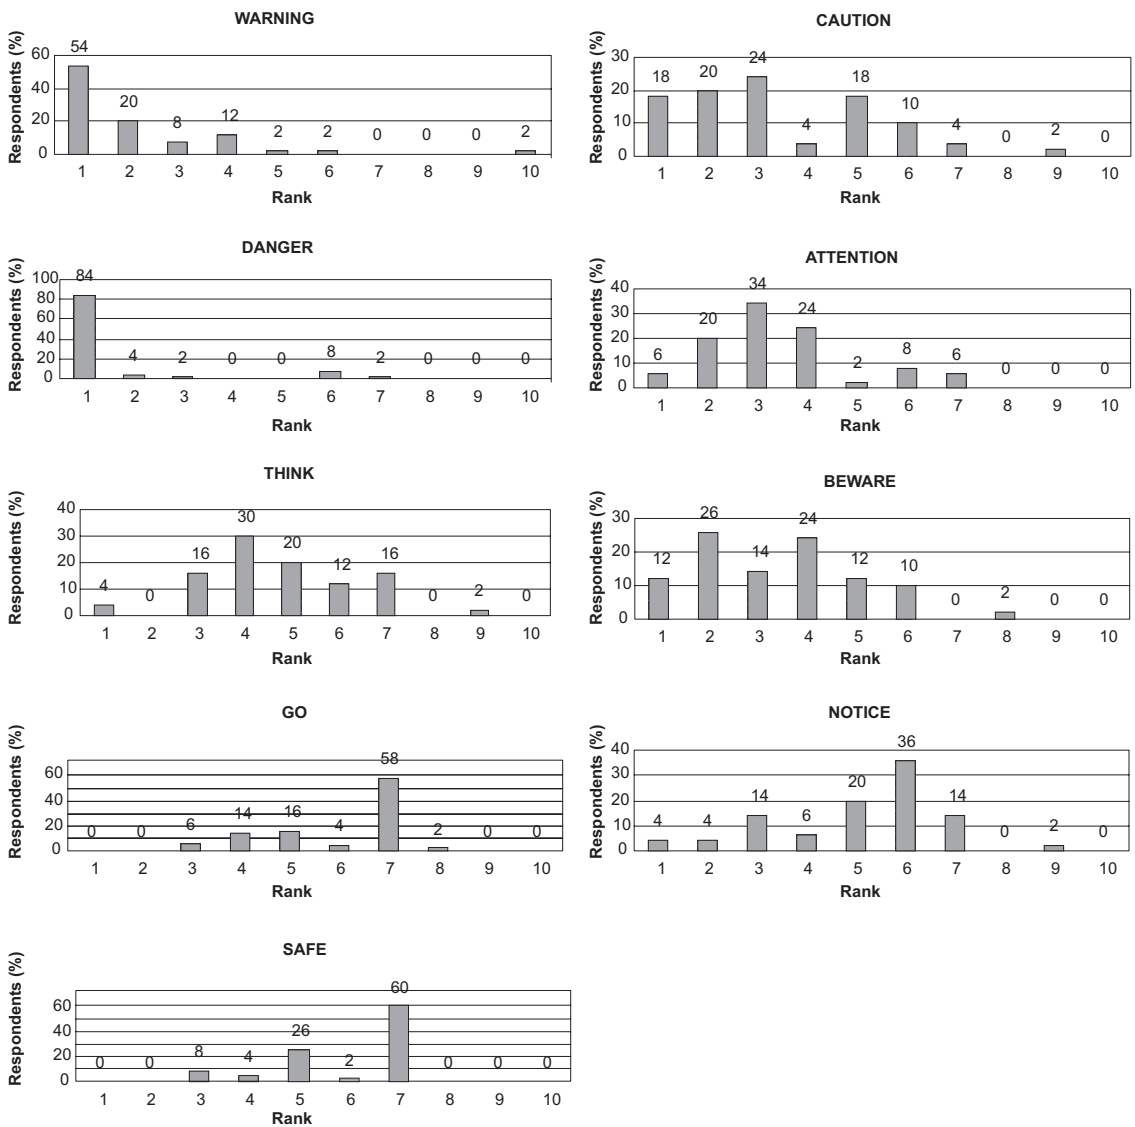 WARNING
Respondents (%)
60
40
20
0
54 20 8 12 2 2 0 0 0 2
1 2 3 4 5 6 7 8 9 10
Rank
CAUTION
Respondents (%)
30
20
10
0
18 20 24 4 18 10 4 0 2 0
1 2 3 4 5 6 7 8 9 10
Rank
DANGER
Respondents (%)
100
80
60
40
20
0
84 4 2 0 0 8 2 0 0 0
1 2 3 4 5 6 7 8 9 10
Rank
ATTENTION
Respondents (%)
40
30
20
10
0
6 20 34 24 2 8 6 0 0 0
1 2 3 4 5 6 7 8 9 10
Rank
THINK
Respondents (%)
40
30
20
10
0
4 0 16 30 20 12 16 0 2 0
1 2 3 4 5 6 7 8 9 10
Rank
BEWARE
Respondents (%)
30
20
10
0
12 26 14 24 12 10 0 2 0 0
1 2 3 4 5 6 7 8 9 10
Rank
GO
Respondents (%)
60
40
20
0
0 0 6 14 16 4 58 2 0 0
1 2 3 4 5 6 7 8 9 10
Rank
NOTICE
Respondents (%)
40
30
20
10
0
4 4 14 6 20 36 14 0 2 0
1 2 3 4 5 6 7 8 9 10
Rank
SAFE
Respondents (%)
60
40
20
0
0 0 8 4 26 2 60 0 0 0
1 2 3 4 5 6 7 8 9 10
Rank